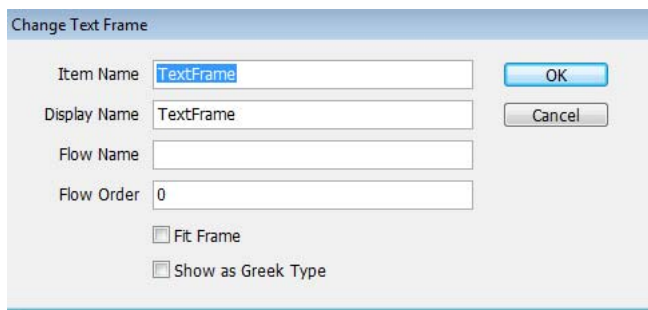 Change Text Frame
Item Name TextFrame OK
Display Name TextFrame Cancel
Flow Name
Flow Order 0
Fit Frame
Show as Greek Type